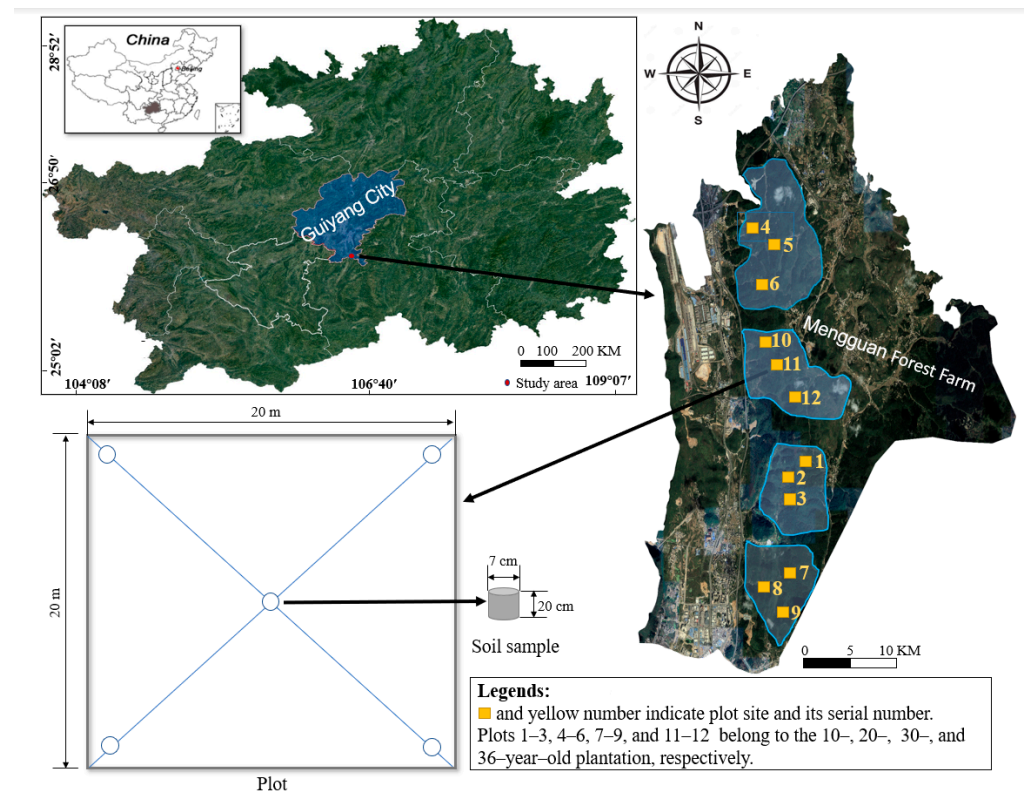 China
Beijing
28°52′
26°50′
25°02′
104°08′
106°40′
109°07′
Guiyang City
0 100 200 KM
Study area
N
W
E
S
4
5
6
10
11
12
Mengguan Forest Farm
1
2
3
7
8
9
0 5 10 KM
20 m
20 m
Plot
7 cm
20 cm
Soil sample
Legends:
and yellow number indicate plot site and its serial number.
Plots 1–3, 4–6, 7–9, and 11–12 belong to the 10–, 20–, 30–, and
36–year–old plantation, respectively.